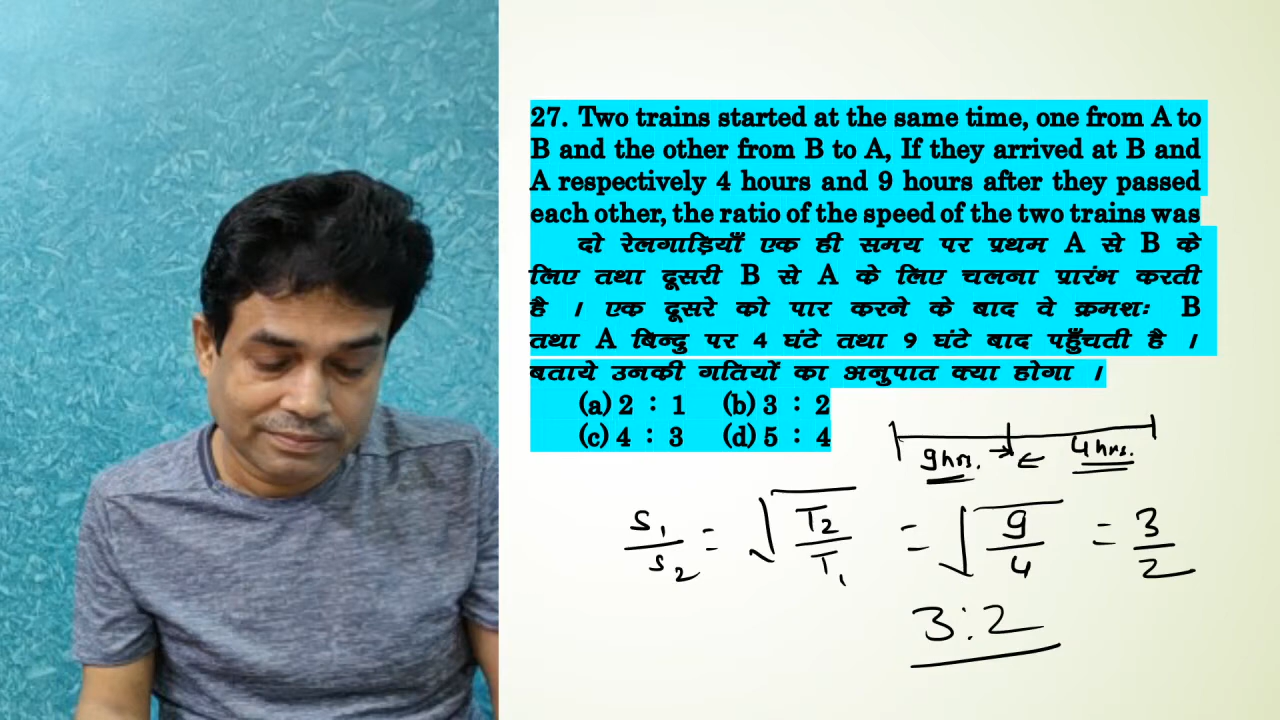 27. Two trains started at the same time, one from A to
B and the other from B to A, If they arrived at B and
A respectively 4 hours and 9 hours after they passed
each other, the ratio of the speed of the two trains was
दो रेलगाड़ियाँ एक ही समय पर प्रथम A से B के
लिए तथा दूसरी B से A के लिए चलना प्रारंभ करती
है । एक दूसरे को पार करने के बाद वे क्रमशः B
तथा A बिन्दु पर 4 घंटे तथा 9 घंटे बाद पहुँचती है ।
बताये उनकी गतियों का अनुपात क्या होगा ।
(a) 2 : 1 (b) 3 : 2
(c) 4 : 3 (d) 5 : 4
9hrs. → ← 4hrs.
S₁/S₂ = √(T₂/T₁) = √(9/4) = 3/2
3:2